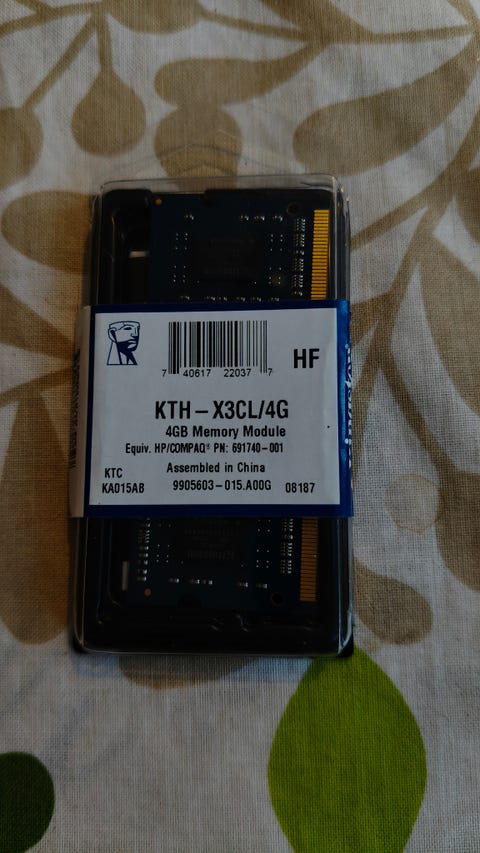 7 40617 22037 7
HF
KTH – X3CL/4G
4GB Memory Module
Equiv. HP/COMPAQ® PN: 691740–001
Assembled in China
KTC
KA015AB
9905603–015.A00G
08187
Kingston